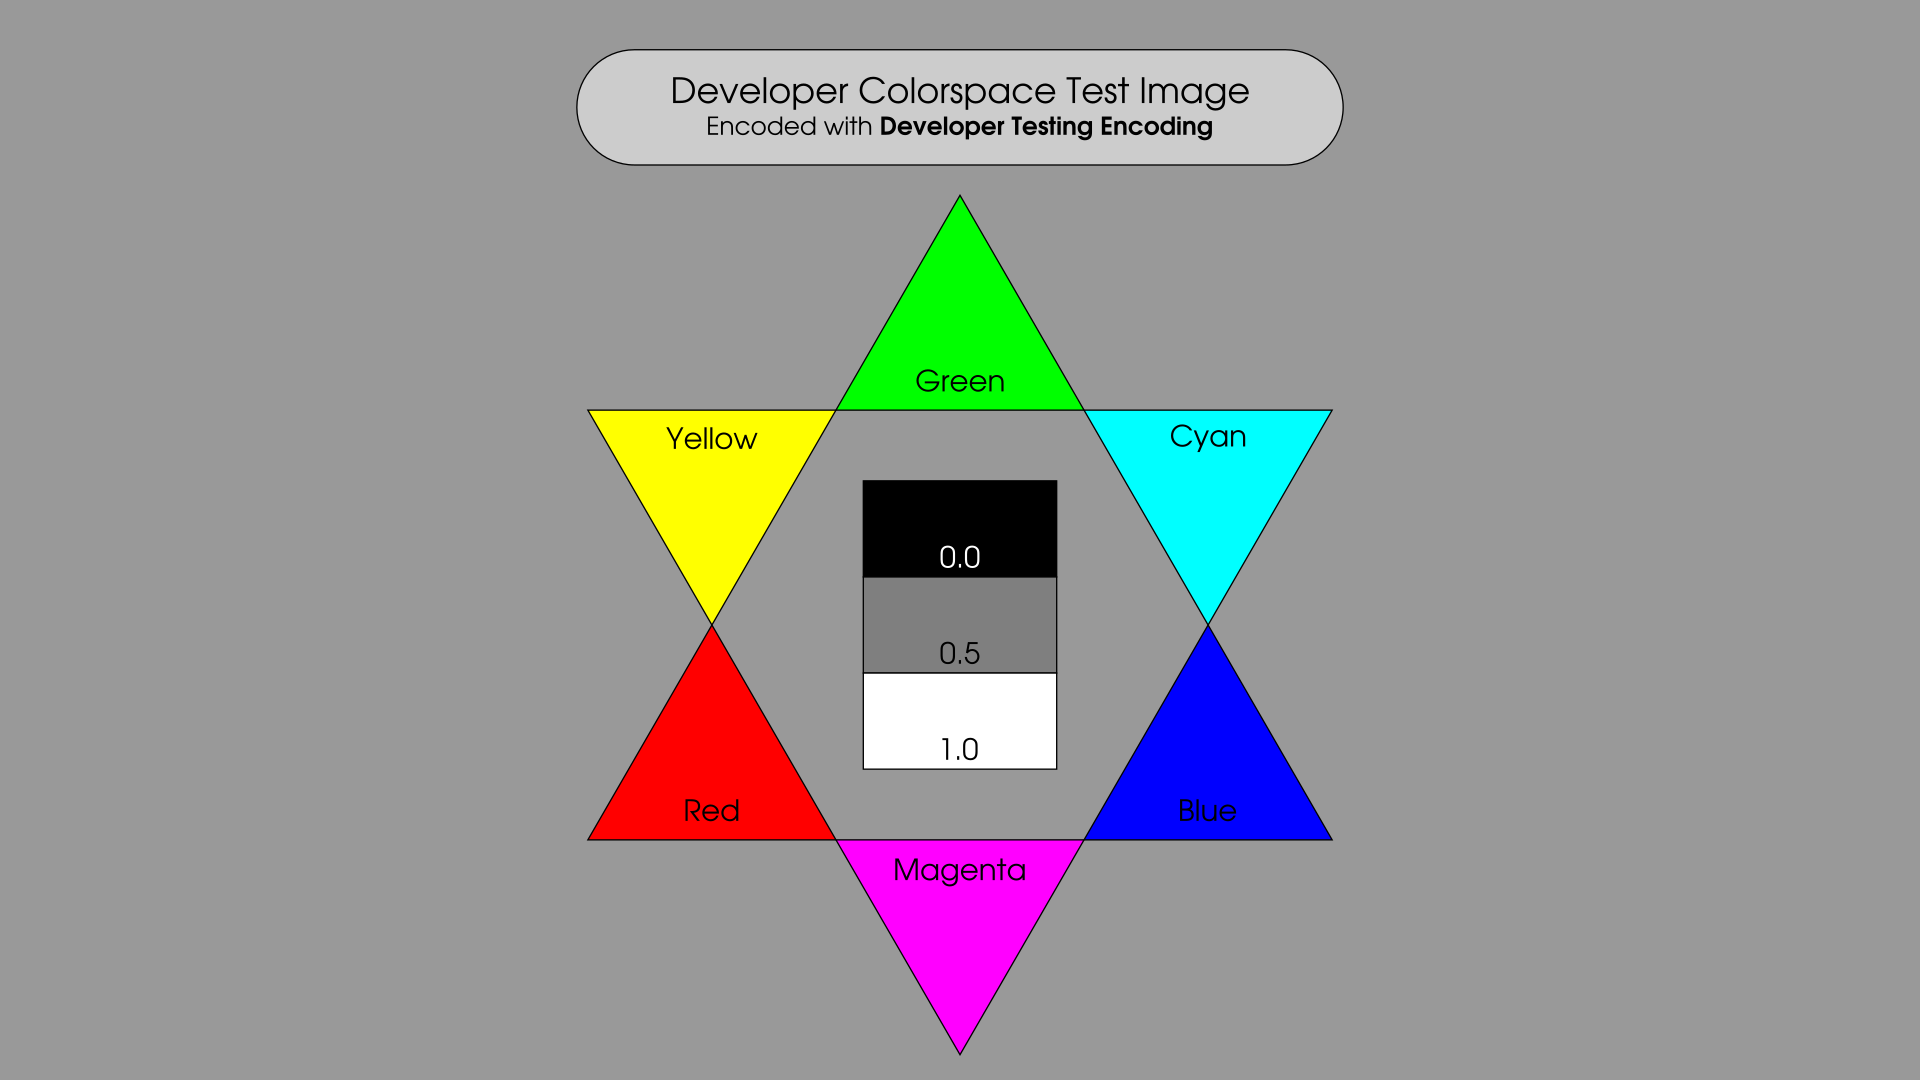 Developer Colorspace Test Image
Encoded with Developer Testing Encoding
Green
Yellow
Cyan
0.0
0.5
1.0
Red
Blue
Magenta